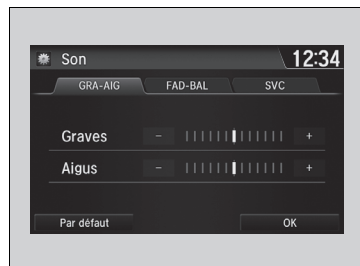 Son 12:34
GRA-AIG FAD-BAL SVC
Graves - +
Aigus - +
Par défaut OK